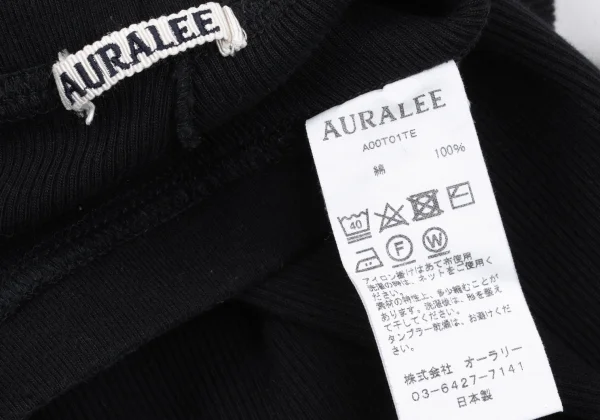 AURALEE
AURALEE
A00T01TE
綿 100%
40
F W
アイロン掛けはあて布使用
洗濯の時は、ネットをご使用く
ださい。
素材の特性上、多少縮むことが
あります。洗濯後は、形を整え
て干してください。
タンブラー乾燥は、お避けくだ
さい。
株式会社 オーラリー
03-6427-7141
日本製